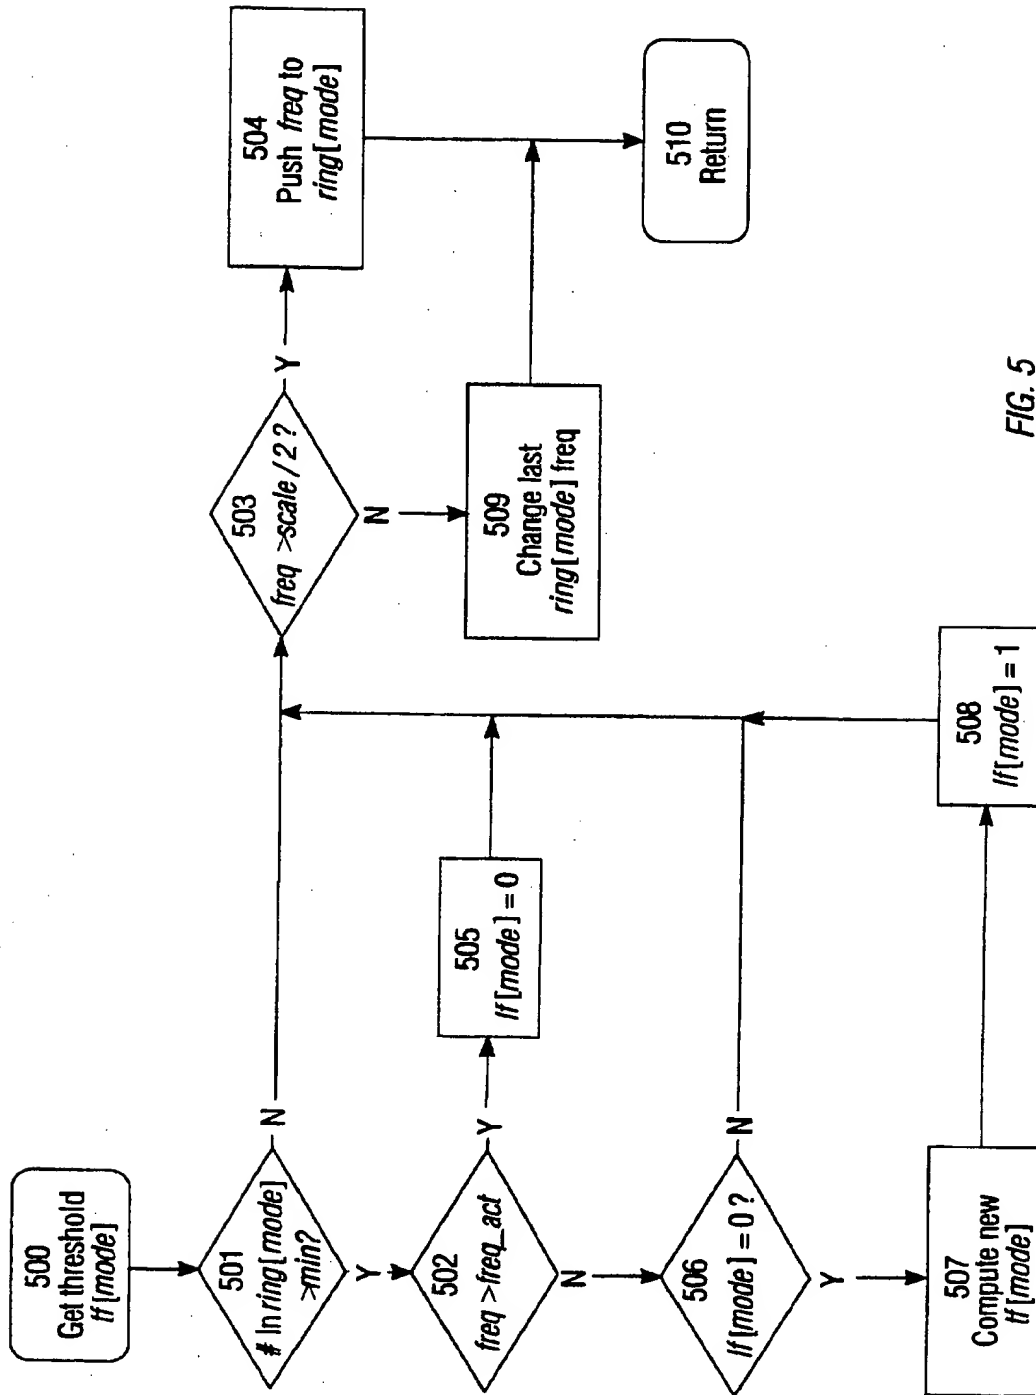 500
Get threshold
tf [mode]
501
# In ring[mode]
>min?
N
Y
502
freq >freq_act
Y
N
505
lf [mode] = 0
506
lf [mode] = 0 ?
N
Y
507
Compute new
tf [mode]
508
lf [mode] = 1
503
freq >scale / 2 ?
Y
N
504
Push freq to
ring[mode]
509
Change last
ring[mode] freq
510
Return
FIG. 5